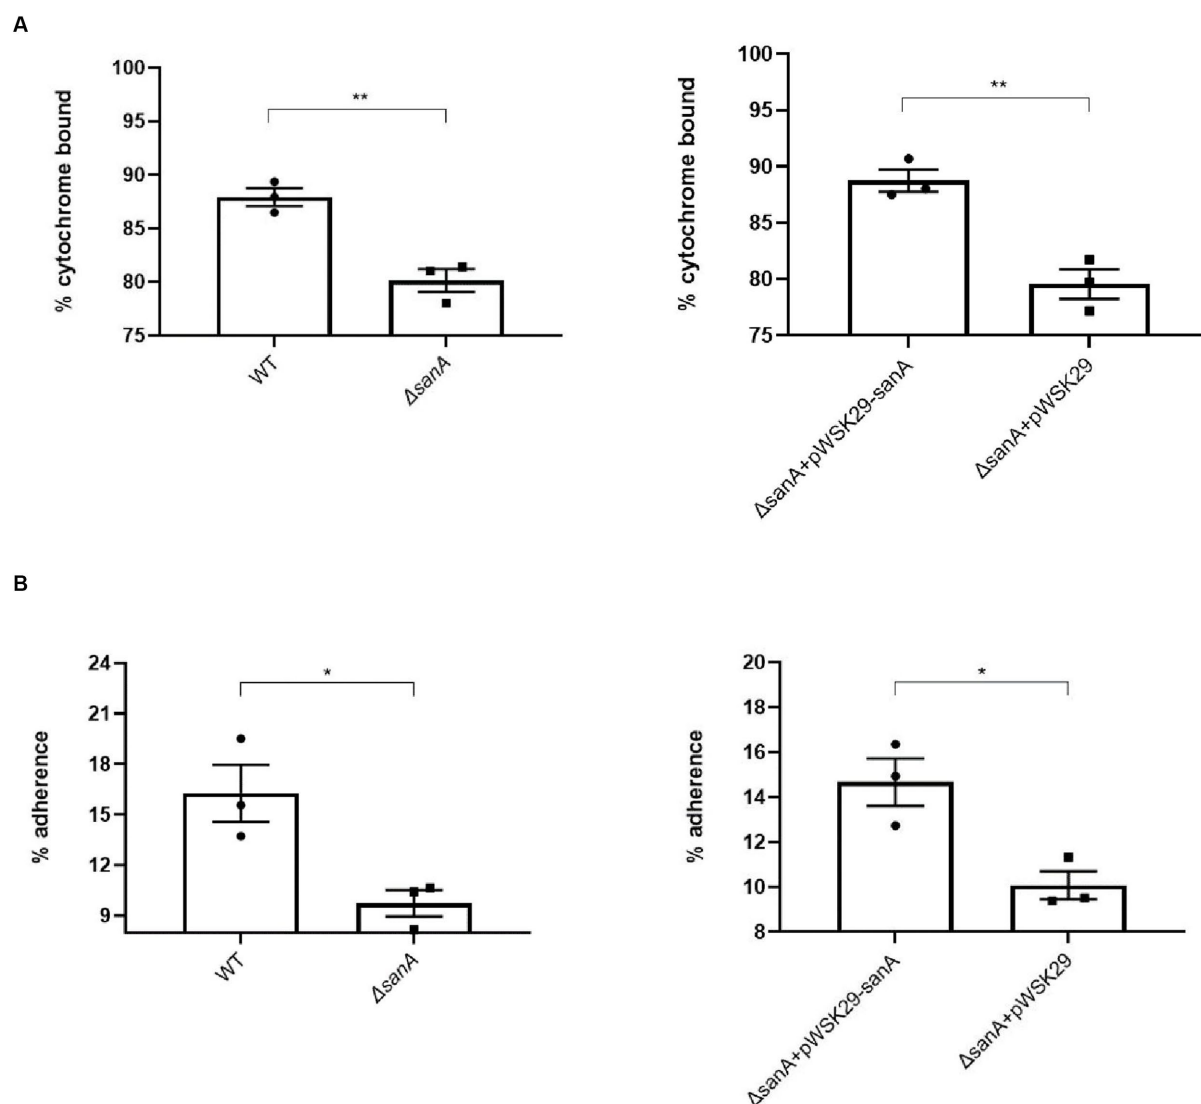 A
% cytochrome bound
100
95
90
85
80
75
**
WT
ΔsanA
% cytochrome bound
100
95
90
85
80
75
**
ΔsanA+pWSK29-sanA
ΔsanA+pWSK29
B
% adherence
24
21
18
15
12
9
*
WT
ΔsanA
% adherence
20
18
16
14
12
10
8
*
ΔsanA+pWSK29-sanA
ΔsanA+pWSK29